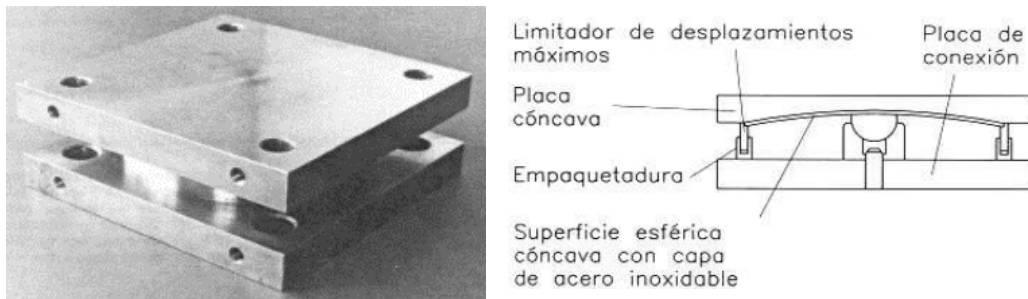 Limitador de desplazamientos
máximos
Placa de
conexión
Placa
cóncava
Empaquetadura
Superficie esférica
cóncava con capa
de acero inoxidable